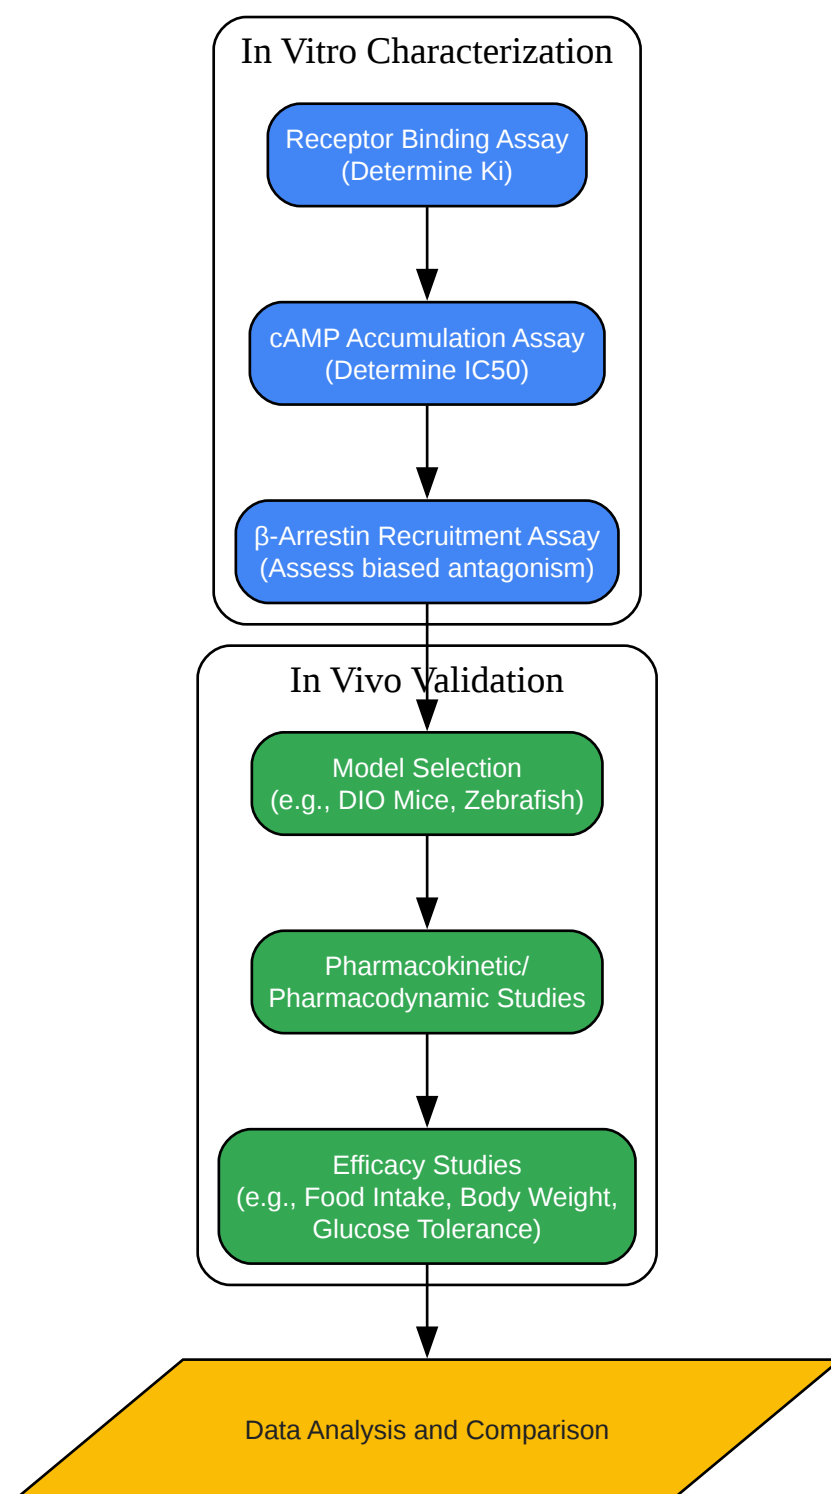 In Vitro Characterization
Receptor Binding Assay
(Determine Ki)
cAMP Accumulation Assay
(Determine IC50)
β-Arrestin Recruitment Assay
(Assess biased antagonism)
In Vivo Validation
Model Selection
(e.g., DIO Mice, Zebrafish)
Pharmacokinetic/
Pharmacodynamic Studies
Efficacy Studies
(e.g., Food Intake, Body Weight,
Glucose Tolerance)
Data Analysis and Comparison